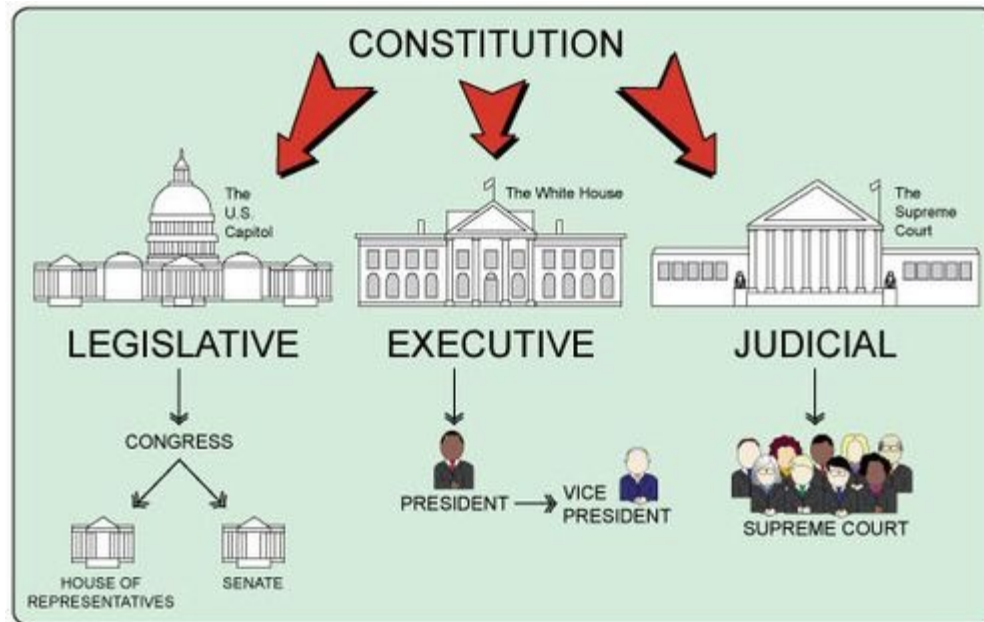 CONSTITUTION
The
U.S.
Capitol
The White House
The
Supreme
Court
LEGISLATIVE
EXECUTIVE
JUDICIAL
CONGRESS
HOUSE OF
REPRESENTATIVES
SENATE
PRESIDENT
VICE
PRESIDENT
SUPREME COURT